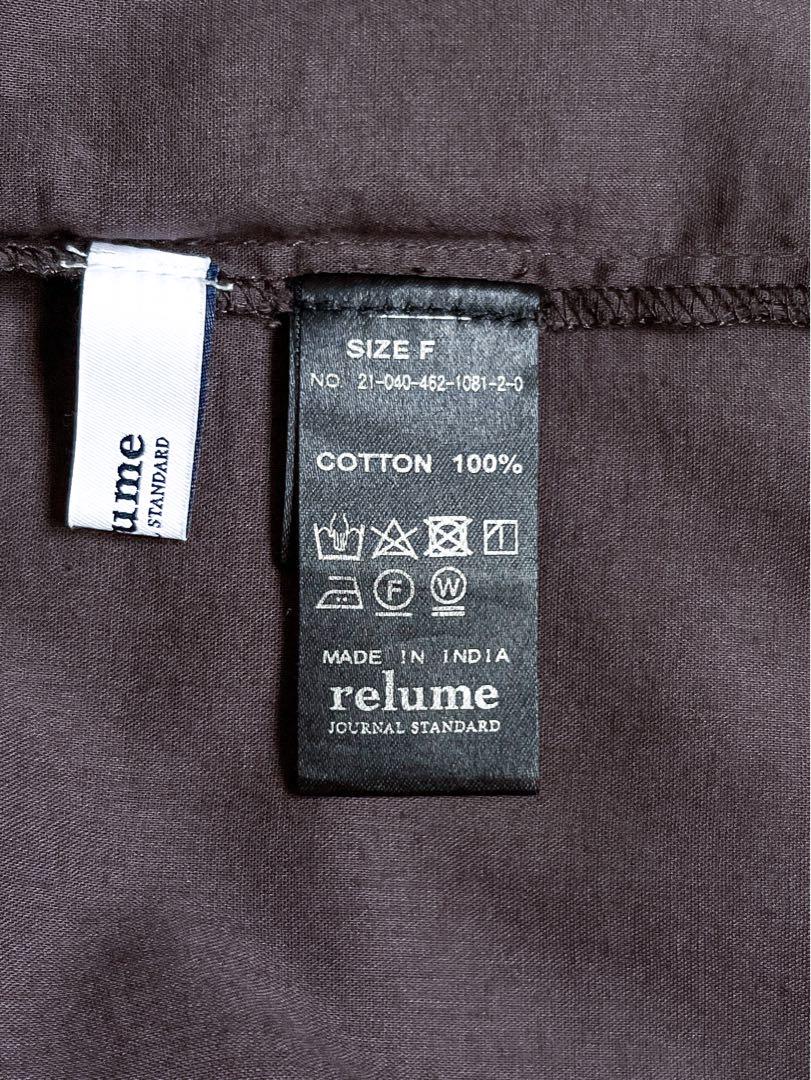 SIZE F
NO 21-040-462-1081-2-0
COTTON 100%
F W
MADE IN INDIA
relume
JOURNAL STANDARD
ume
STANDARD